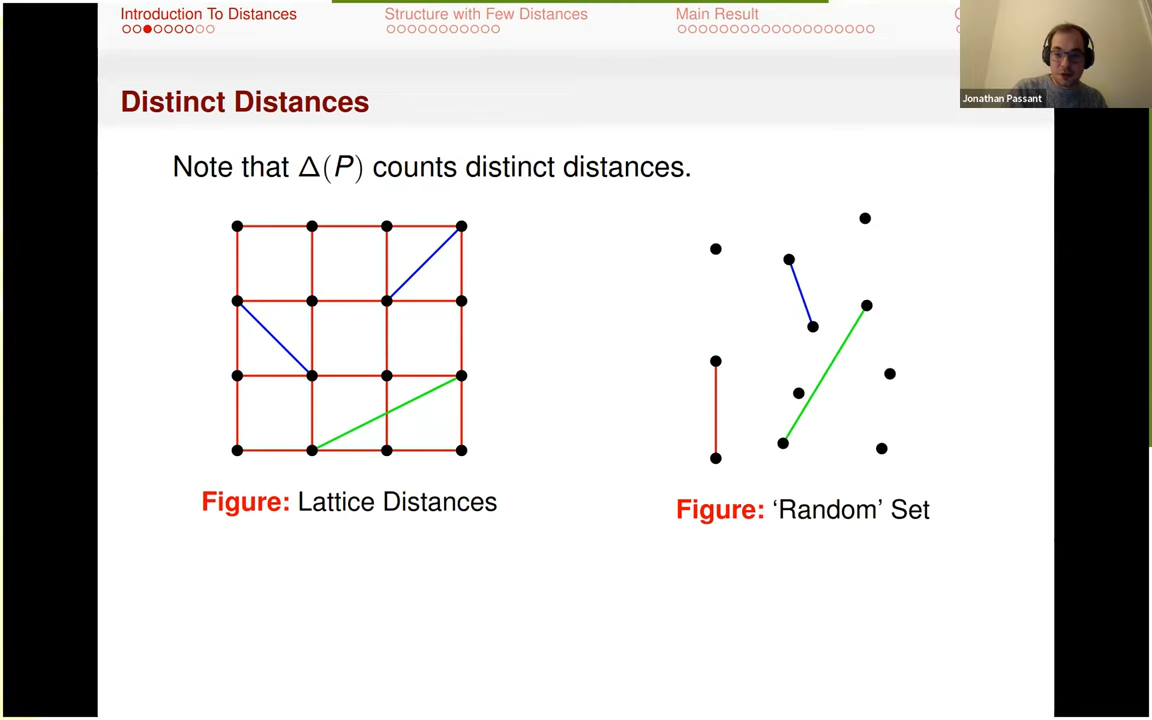 Introduction To Distances
Structure with Few Distances
Main Result
Jonathan Passant
Distinct Distances
Note that Δ(P) counts distinct distances.
Figure: Lattice Distances
Figure: ‘Random’ Set